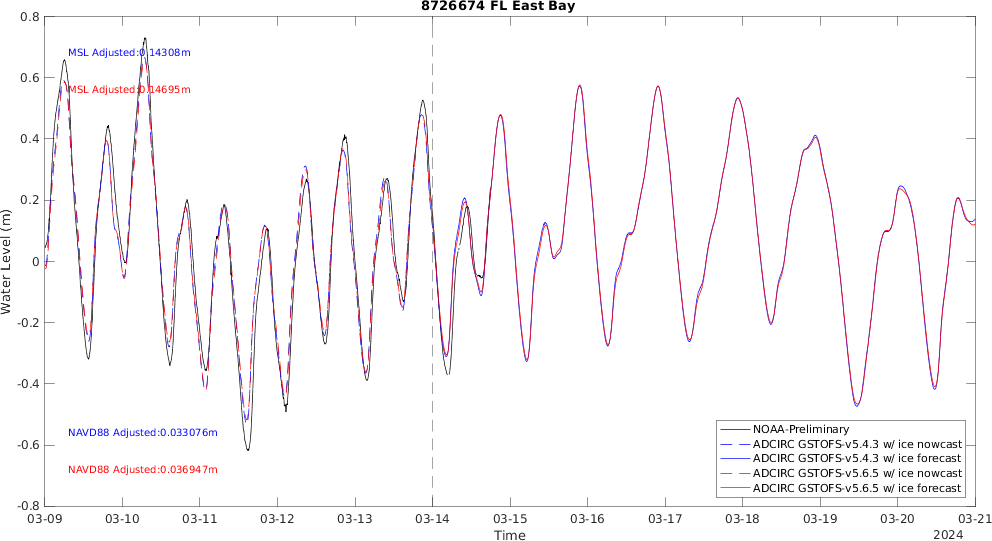 8726674 FL East Bay
0.8
0.6
0.4
0.2
0
-0.2
-0.4
-0.6
-0.8
Water Level (m)
MSL Adjusted:0.14308m
MSL Adjusted:0.14695m
NAVD88 Adjusted:0.033076m
NAVD88 Adjusted:0.036947m
NOAA-Preliminary
ADCIRC GSTOFS-v5.4.3 w/ ice nowcast
ADCIRC GSTOFS-v5.4.3 w/ ice forecast
ADCIRC GSTOFS-v5.6.5 w/ ice nowcast
ADCIRC GSTOFS-v5.6.5 w/ ice forecast
03-09 03-10 03-11 03-12 03-13 03-14 03-15 03-16 03-17 03-18 03-19 03-20 03-21
Time
2024